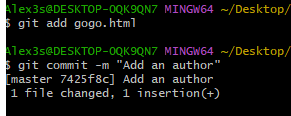 Alex3s@DESKTOP-OQK9QN7 MINGW64 ~/Desktop/
$ git add gogo.html
Alex3s@DESKTOP-OQK9QN7 MINGW64 ~/Desktop/
$ git commit -m "Add an author"
[master 7425f8c] Add an author
1 file changed, 1 insertion(+)